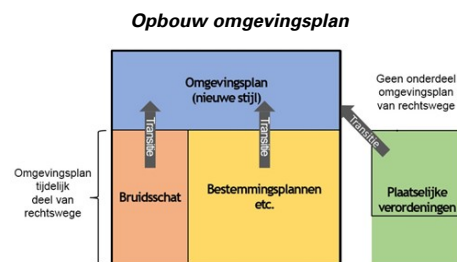 Opbouw omgevingsplan
Omgevingsplan
(nieuwe stijl)
Geen onderdeel
omgevingsplan
van rechtswege
Transitie
Transitie
Transitie
Omgevingsplan
tijdelijk
deel van
rechtswege
Bruidsschat
Bestemmingsplannen
etc.
Plaatselijke
verordeningen